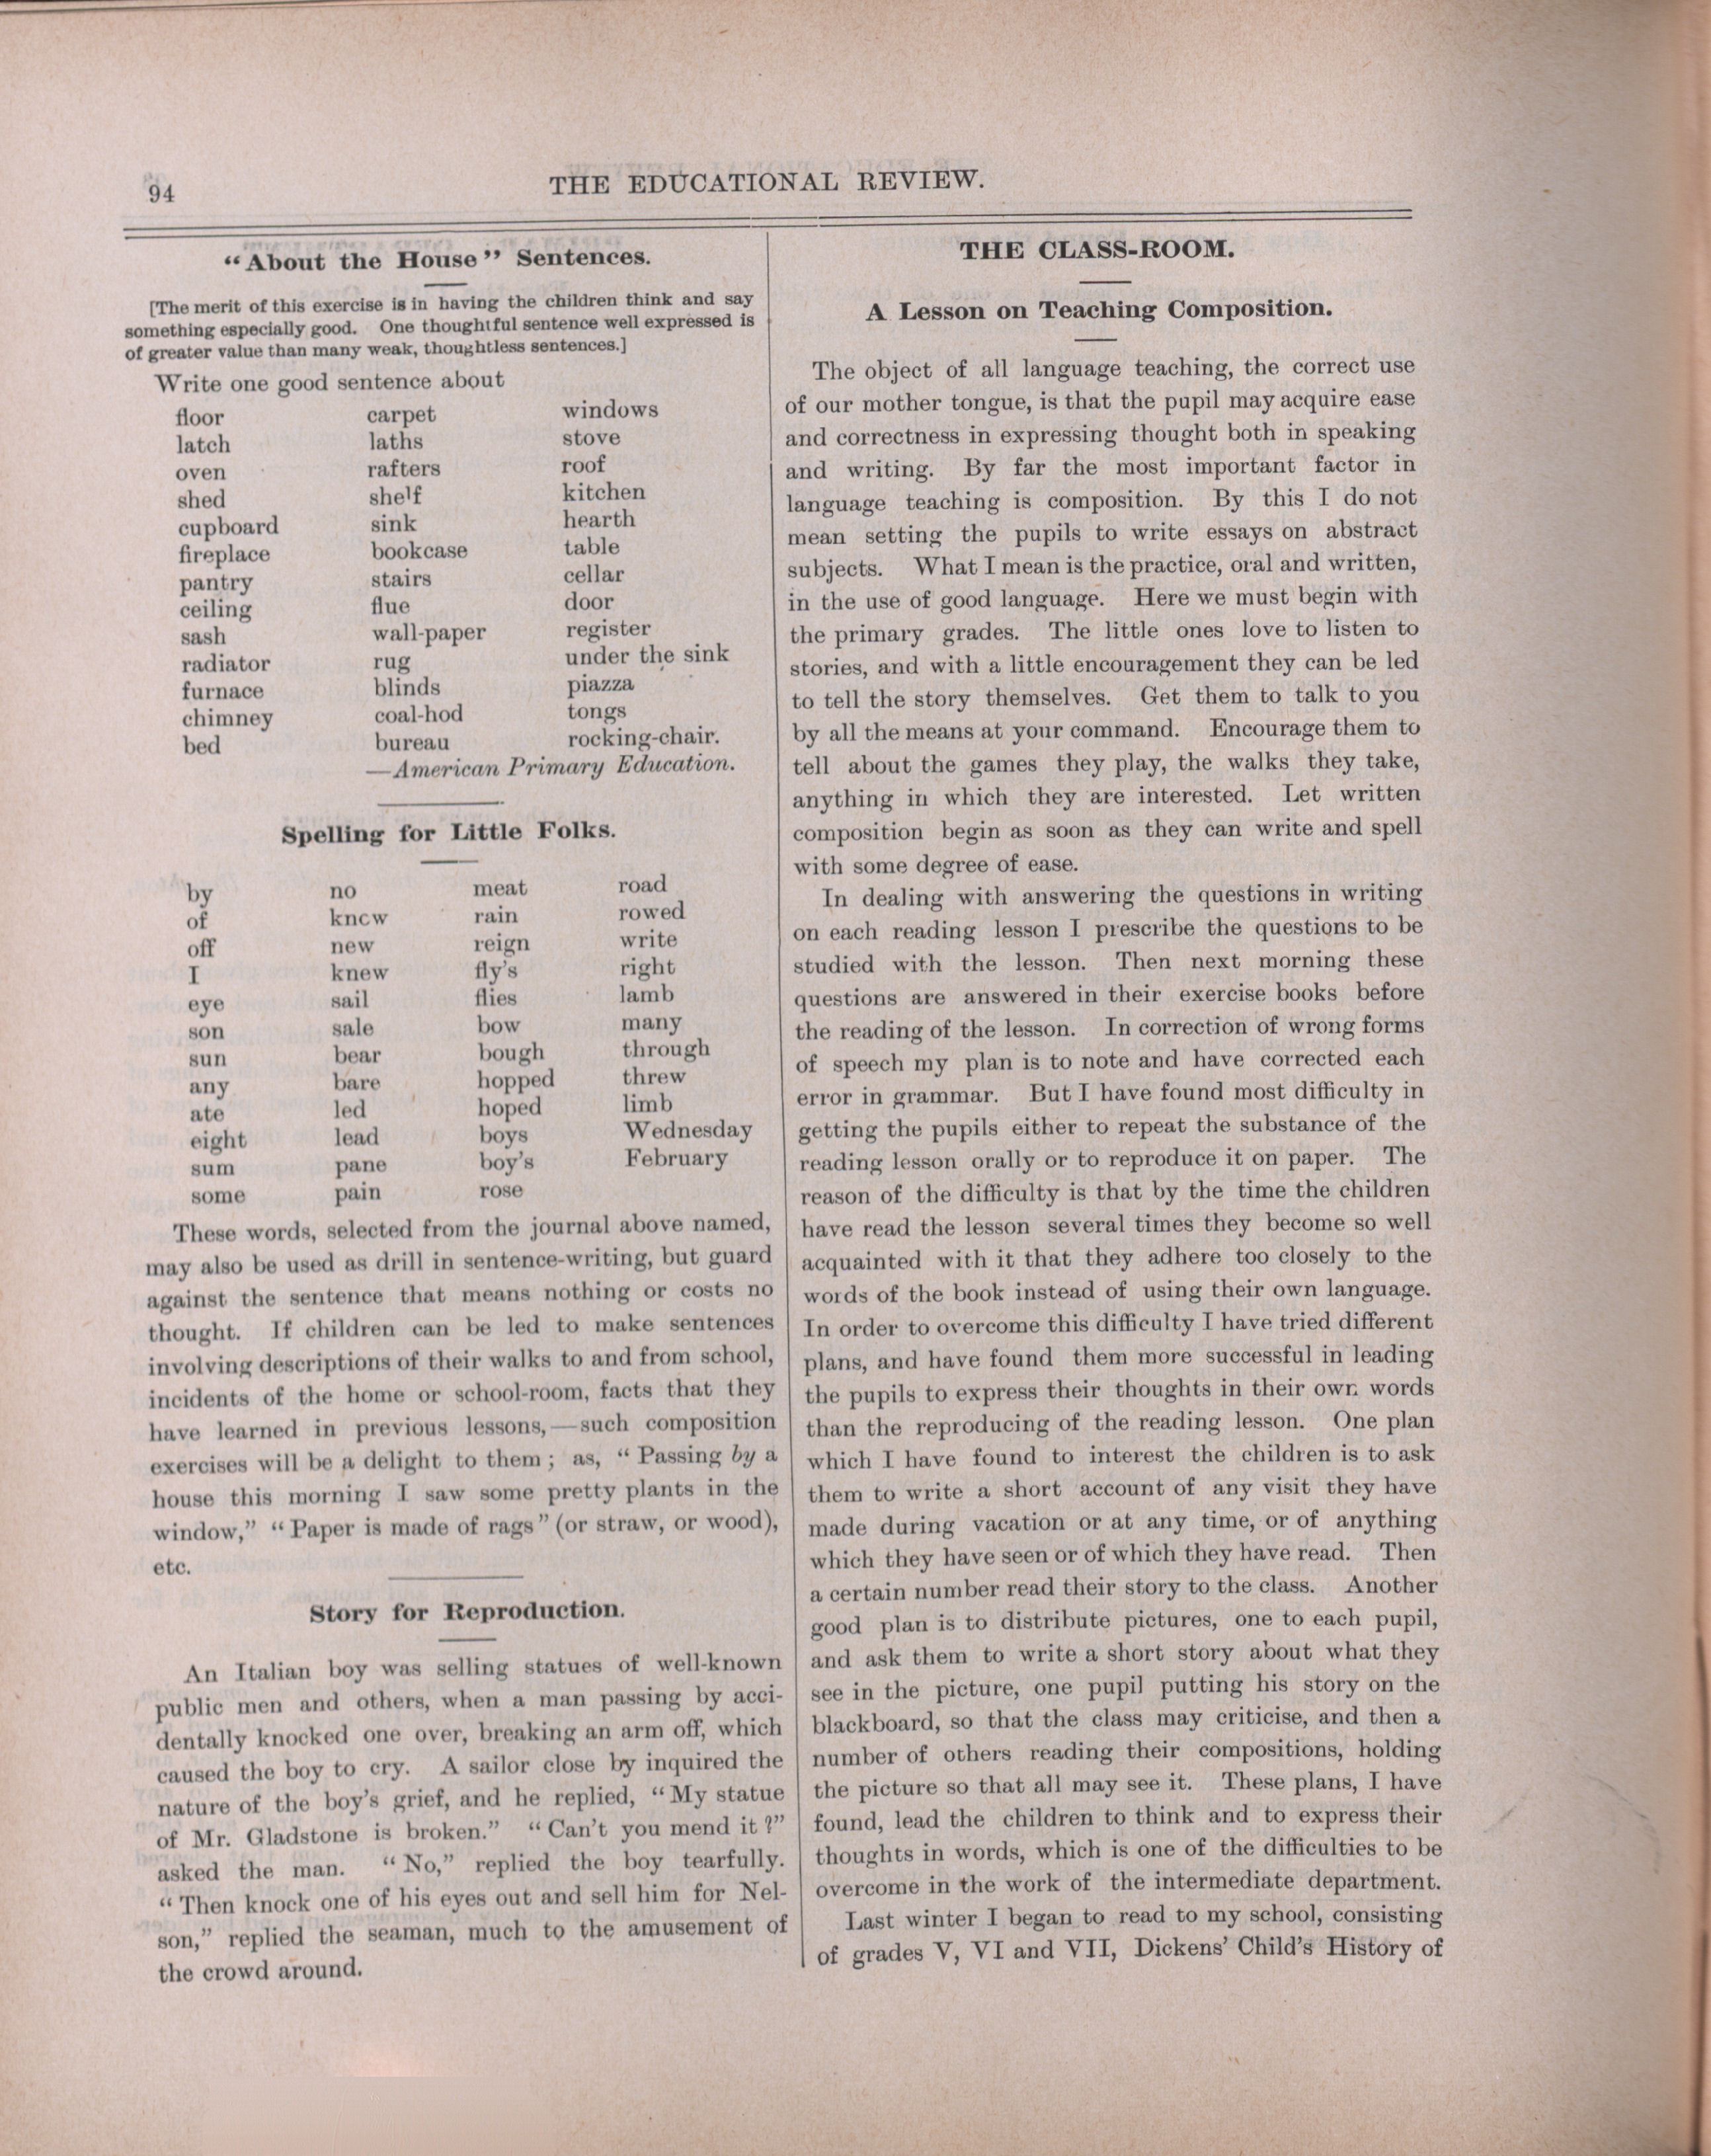 94
THE EDUCATIONAL REVIEW.
"About the House" Sentences.
[The merit of this exercise is in having the children think and say
something especially good. One thoughtful sentence well expressed is
of greater value than many weak, thoughtless sentences.]
Write one good sentence about
floor carpet windows
latch laths stove
oven rafters roof
shed shelf kitchen
cupboard sink hearth
fireplace bookcase table
pantry stairs cellar
ceiling flue door
sash wall-paper register
radiator rug under the sink
furnace blinds piazza
chimney coal-hod tongs
bed bureau rocking-chair.
—American Primary Education.
Spelling for Little Folks.
by no meat road
of know rain rowed
off new reign write
I knew fly's right
eye sail flies lamb
son sale bow many
sun bear bough through
any bare hopped threw
ate led hoped limb
eight lead boys Wednesday
sum pane boy's February
some pain rose
These words, selected from the journal above named,
may also be used as drill in sentence-writing, but guard
against the sentence that means nothing or costs no
thought. If children can be led to make sentences
involving descriptions of their walks to and from school,
incidents of the home or school-room, facts that they
have learned in previous lessons,—such composition
exercises will be a delight to them; as, "Passing by a
house this morning I saw some pretty plants in the
window," "Paper is made of rags" (or straw, or wood),
etc.
Story for Reproduction.
An Italian boy was selling statues of well-known
public men and others, when a man passing by acci-
dentally knocked one over, breaking an arm off, which
caused the boy to cry. A sailor close by inquired the
nature of the boy's grief, and he replied, "My statue
of Mr. Gladstone is broken." "Can't you mend it?"
asked the man. "No," replied the boy tearfully.
"Then knock one of his eyes out and sell him for Nel-
son," replied the seaman, much to the amusement of
the crowd around.
THE CLASS-ROOM.
A Lesson on Teaching Composition.
The object of all language teaching, the correct use
of our mother tongue, is that the pupil may acquire ease
and correctness in expressing thought both in speaking
and writing. By far the most important factor in
language teaching is composition. By this I do not
mean setting the pupils to write essays on abstract
subjects. What I mean is the practice, oral and written,
in the use of good language. Here we must begin with
the primary grades. The little ones love to listen to
stories, and with a little encouragement they can be led
to tell the story themselves. Get them to talk to you
by all the means at your command. Encourage them to
tell about the games they play, the walks they take,
anything in which they are interested. Let written
composition begin as soon as they can write and spell
with some degree of ease.
In dealing with answering the questions in writing
on each reading lesson I prescribe the questions to be
studied with the lesson. Then next morning these
questions are answered in their exercise books before
the reading of the lesson. In correction of wrong forms
of speech my plan is to note and have corrected each
error in grammar. But I have found most difficulty in
getting the pupils either to repeat the substance of the
reading lesson orally or to reproduce it on paper. The
reason of the difficulty is that by the time the children
have read the lesson several times they become so well
acquainted with it that they adhere too closely to the
words of the book instead of using their own language.
In order to overcome this difficulty I have tried different
plans, and have found them more successful in leading
the pupils to express their thoughts in their own words
than the reproducing of the reading lesson. One plan
which I have found to interest the children is to ask
them to write a short account of any visit they have
made during vacation or at any time, or of anything
which they have seen or of which they have read. Then
a certain number read their story to the class. Another
good plan is to distribute pictures, one to each pupil,
and ask them to write a short story about what they
see in the picture, one pupil putting his story on the
blackboard, so that the class may criticise, and then a
number of others reading their compositions, holding
the picture so that all may see it. These plans, I have
found, lead the children to think and to express their
thoughts in words, which is one of the difficulties to be
overcome in the work of the intermediate department.
Last winter I began to read to my school, consisting
of grades V, VI and VII, Dickens' Child's History of